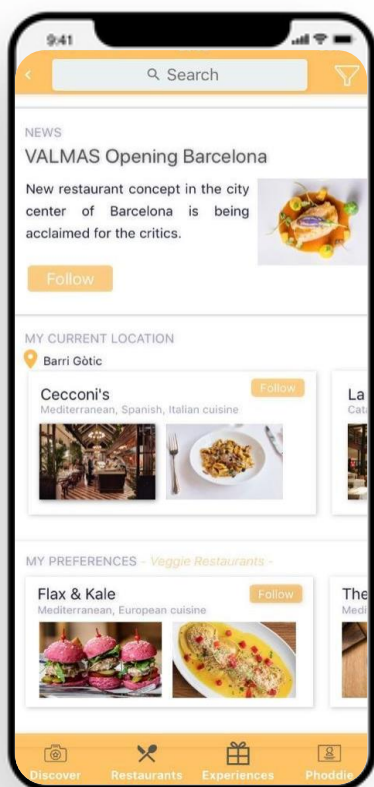 9:41
Search
NEWS
VALMAS Opening Barcelona
New restaurant concept in the city
center of Barcelona is being
acclaimed for the critics.
Follow
MY CURRENT LOCATION
Barri Gòtic
Cecconi's
Follow
Mediterranean, Spanish, Italian cuisine
La
Cata
MY PREFERENCES - Veggie Restaurants -
Flax & Kale
Follow
Mediterranean, European cuisine
The
Medi
Discover
Restaurants
Experiences
Phoddie